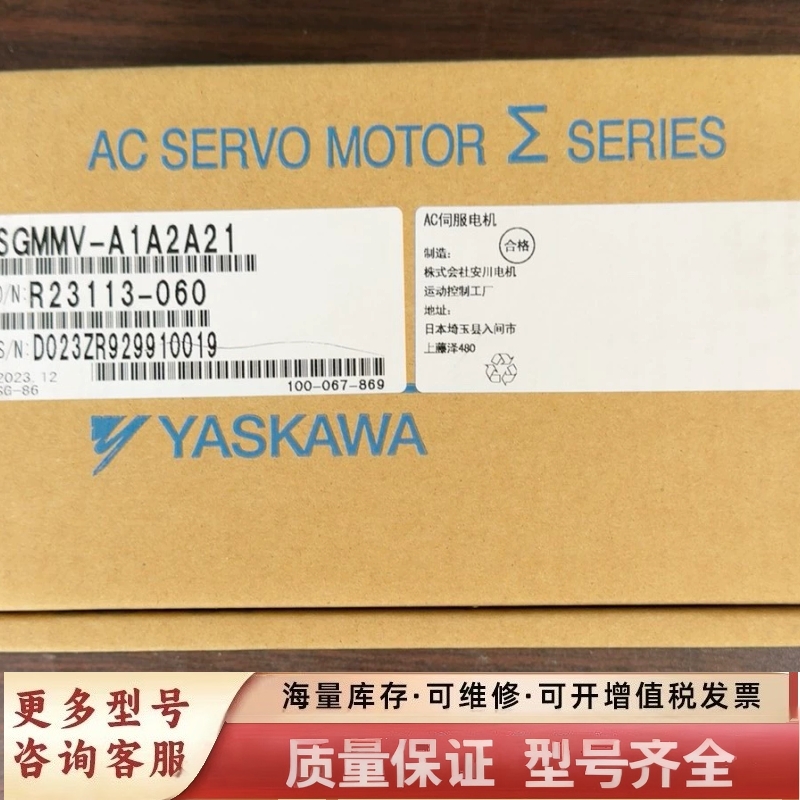 AC SERVO MOTOR Σ SERIES
SGMMV-A1A2A21
O/N:R23113-060
S/N:D023ZR929910019
2023.12
SG-86
100-067-869
AC伺服电机
合格
制造:
株式会社安川电机
运动控制工厂
地址:
日本埼玉县入间市
上藤泽480
YASKAWA
更多型号
咨询客服
海量库存·可维修·可开增值税发票
质量保证 型号齐全